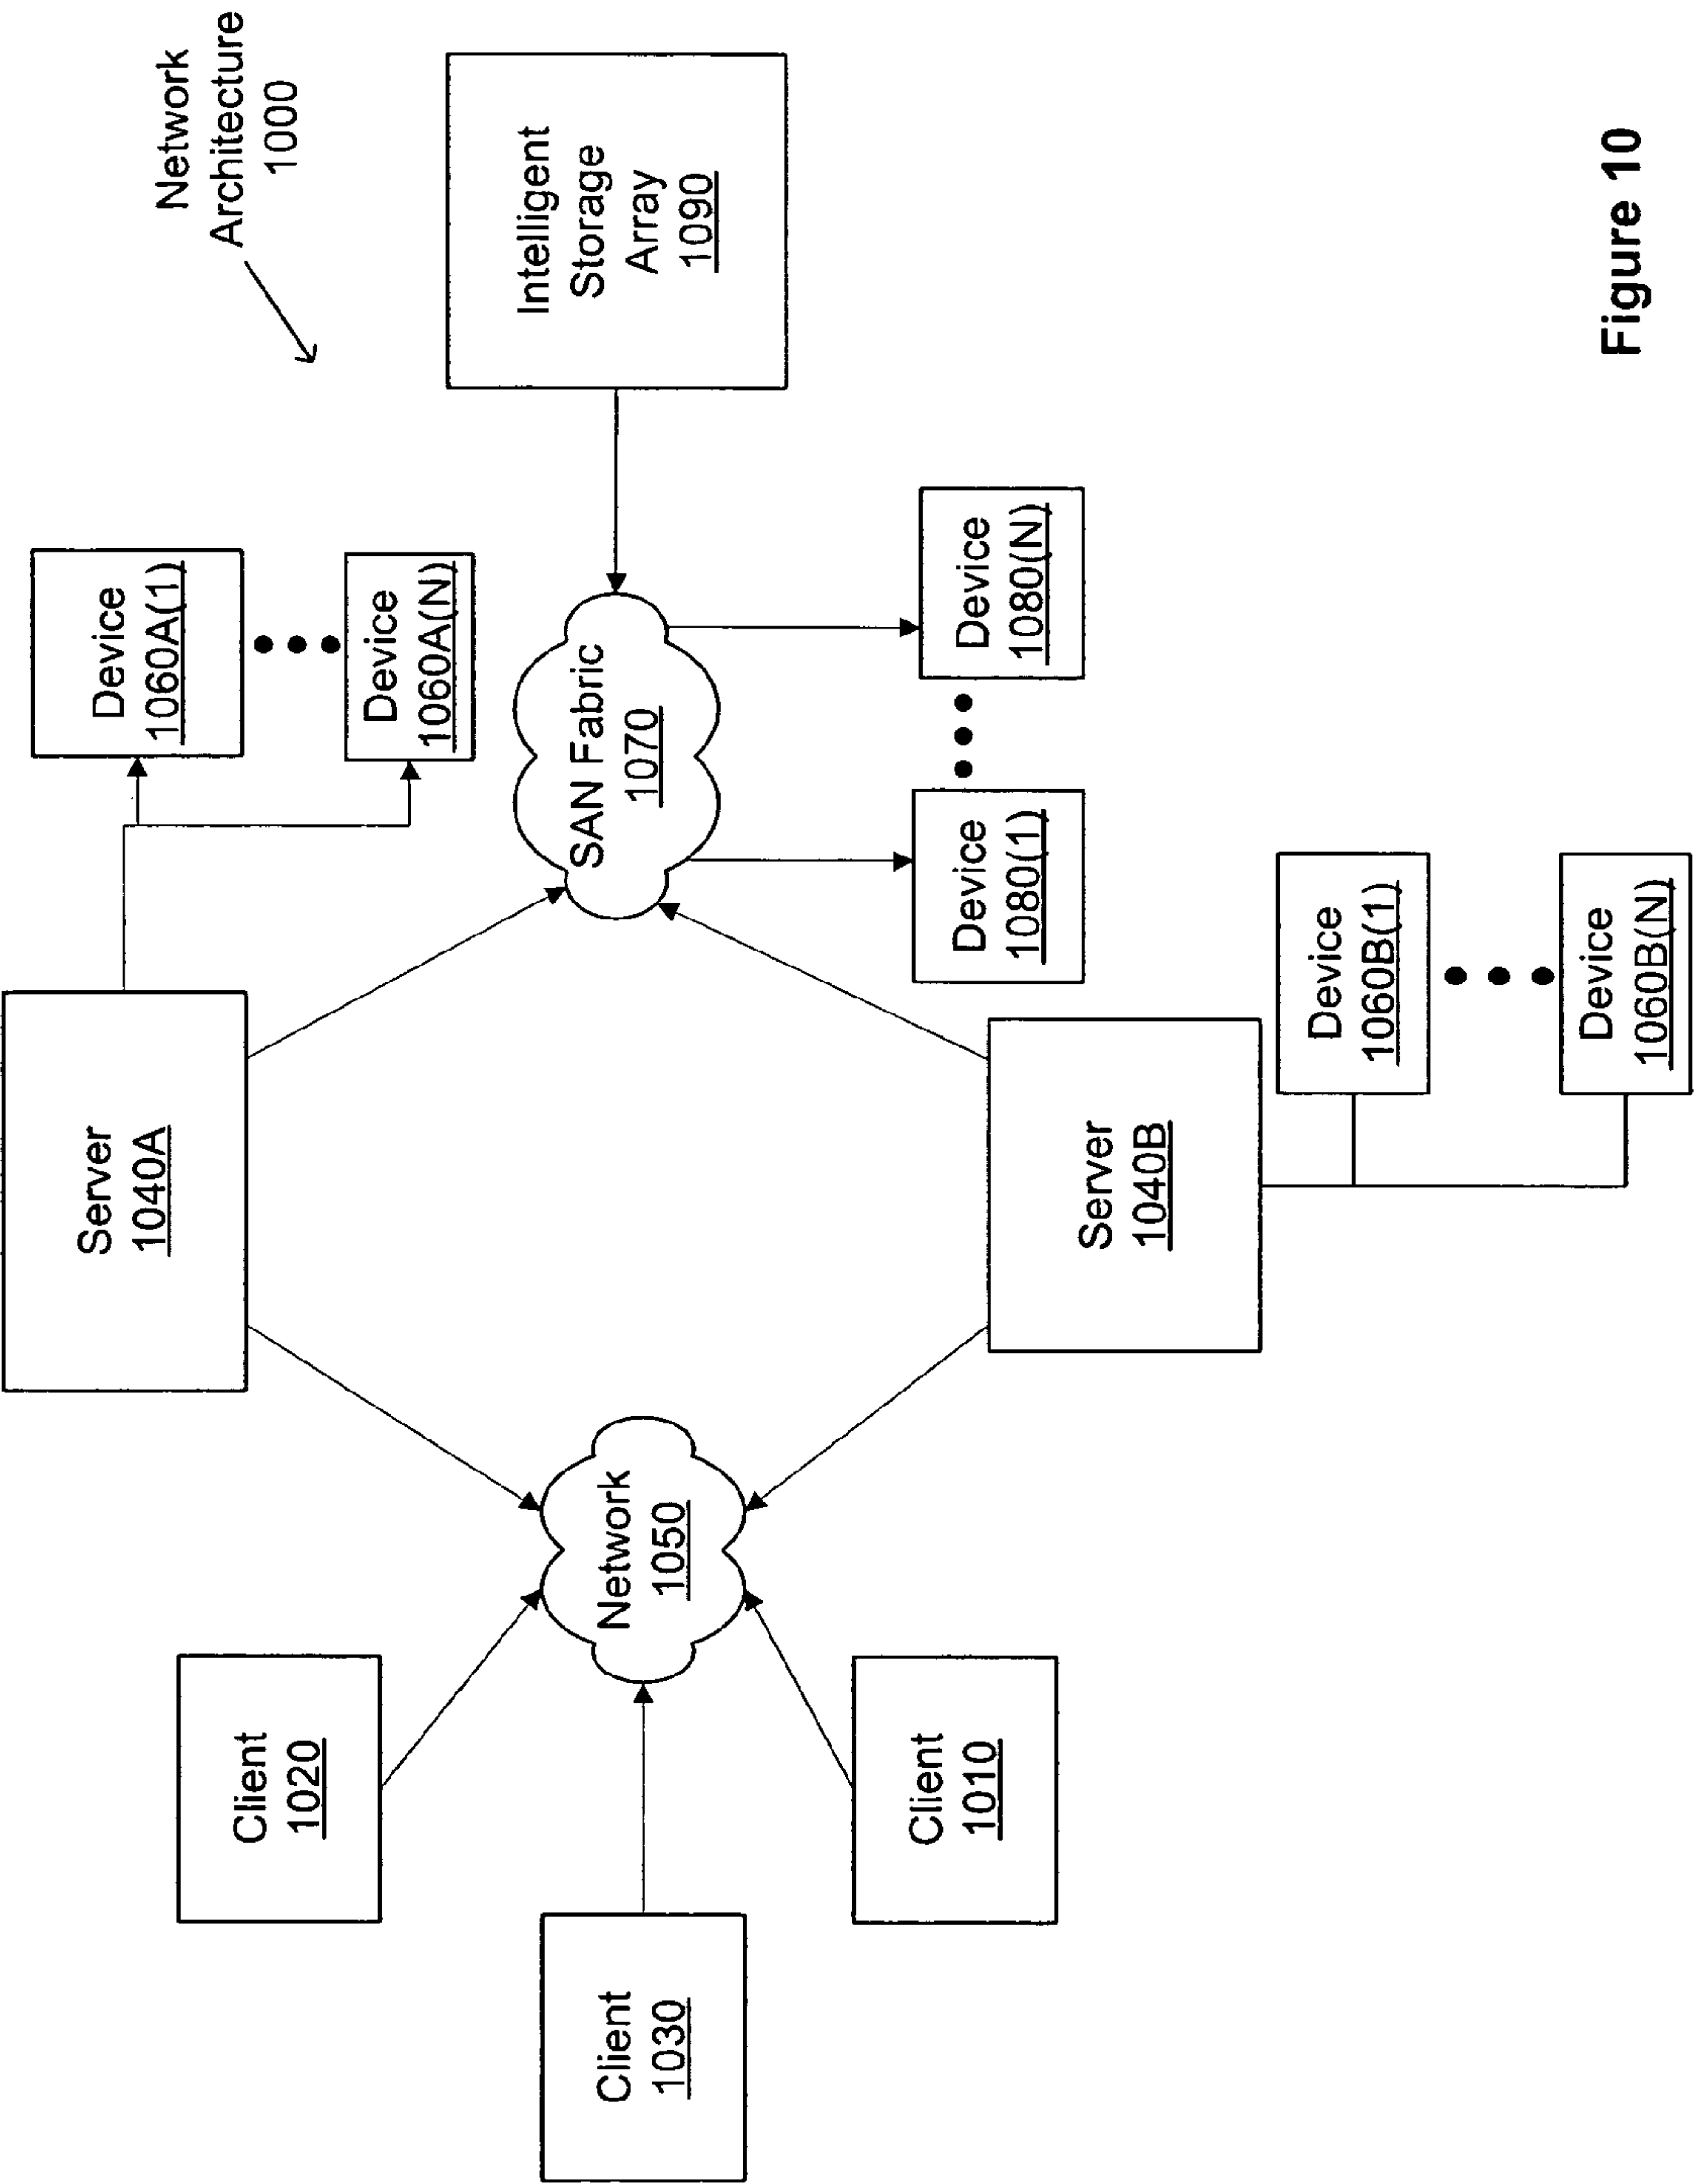 Network
Architecture
1000
Device
1060A(1)
Device
1060A(N)
Server
1040A
Intelligent
Storage
Array
1090
SAN Fabric
1070
Client
1020
Network
1050
Client
1030
Device
1080(1)
Device
1080(N)
Client
1010
Server
1040B
Device
1060B(1)
Device
1060B(N)
Figure 10